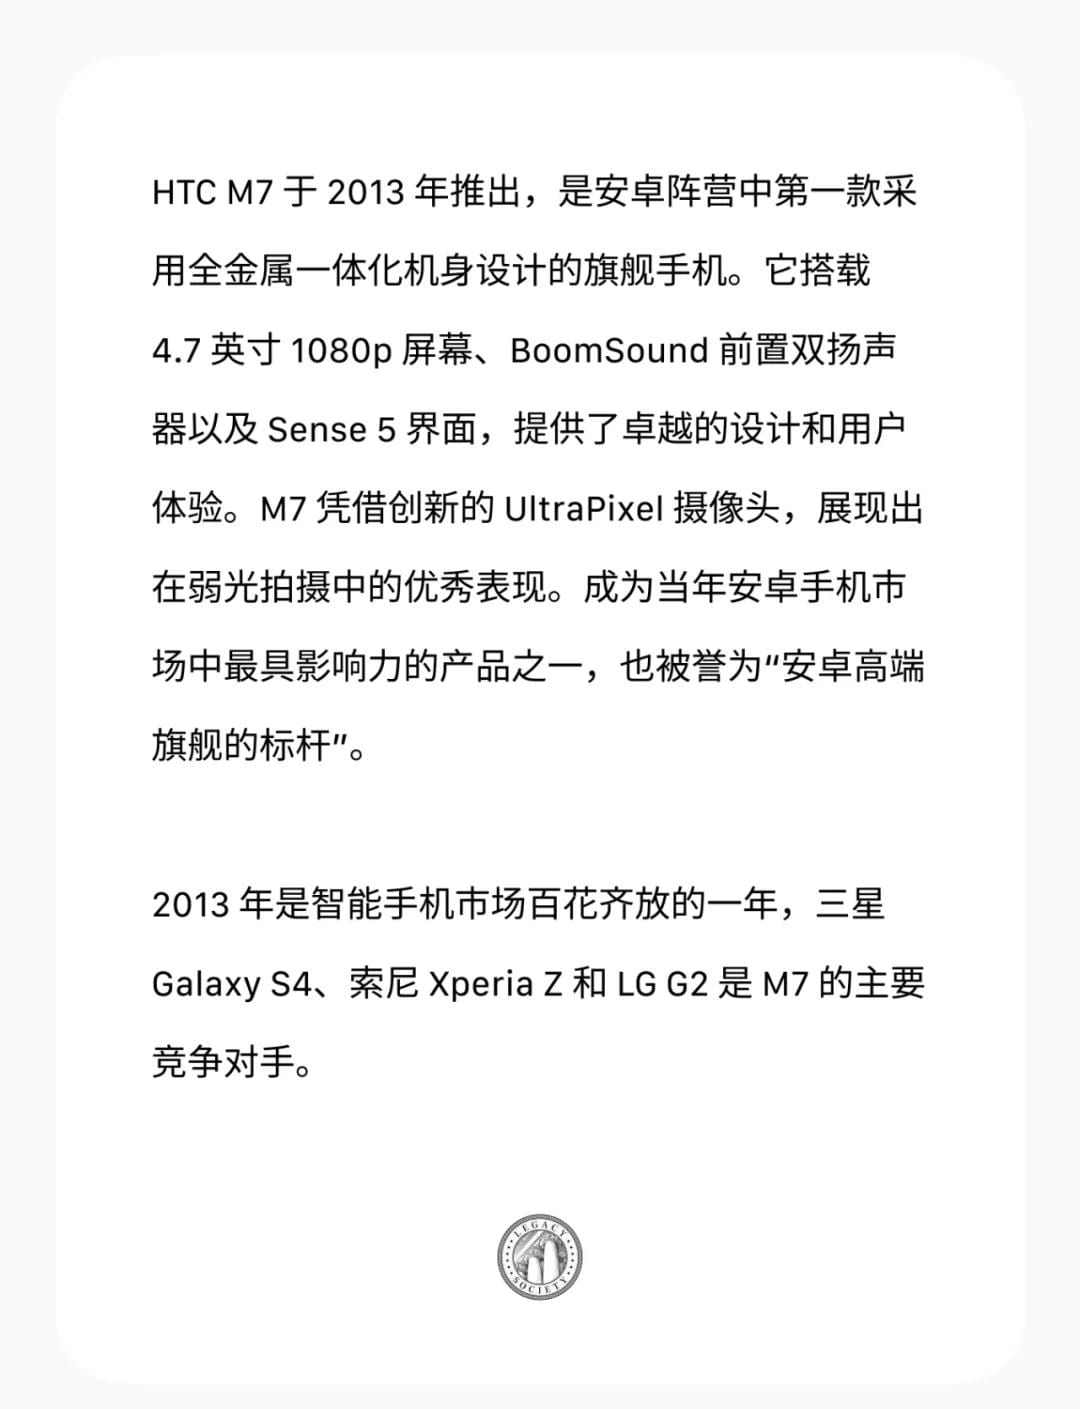 HTC M7 于 2013 年推出，是安卓阵营中第一款采
用全金属一体化机身设计的旗舰手机。它搭载
4.7 英寸 1080p 屏幕、BoomSound 前置双扬声
器以及 Sense 5 界面，提供了卓越的设计和用户
体验。M7 凭借创新的 UltraPixel 摄像头，展现出
在弱光拍摄中的优秀表现。成为当年安卓手机市
场中最具影响力的产品之一，也被誉为“安卓高端
旗舰的标杆”。
2013 年是智能手机市场百花齐放的一年，三星
Galaxy S4、索尼 Xperia Z 和 LG G2 是 M7 的主要
竞争对手。
LEGACY
SOCIETY